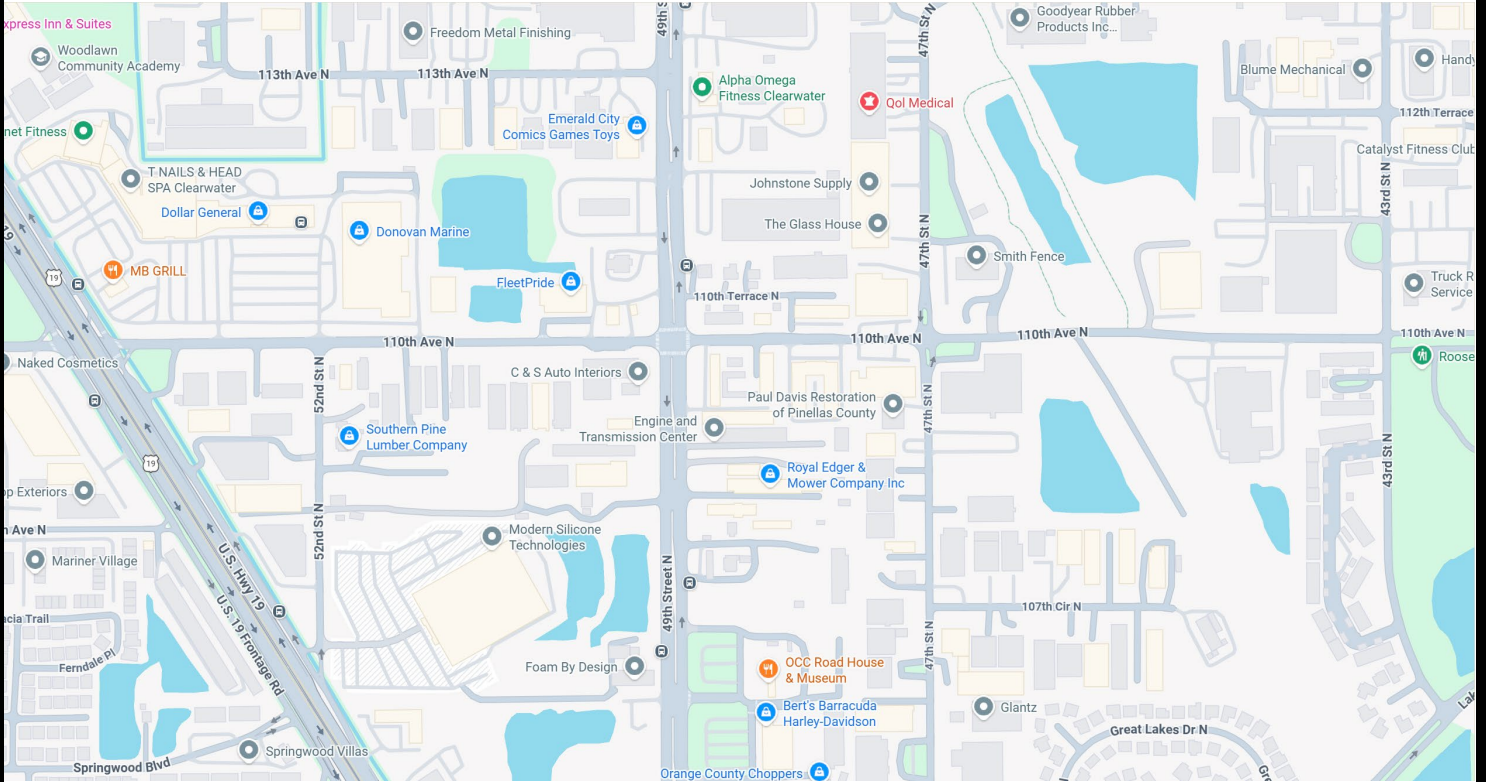 xpress Inn & Suites
Woodlawn
Community Academy
Freedom Metal Finishing
49th S
47th St N
Goodyear Rubber
Products Inc...
Blume Mechanical
Handy
113th Ave N
113th Ave N
Alpha Omega
Fitness Clearwater
Qol Medical
112th Terrace
net Fitness
Emerald City
Comics Games Toys
Catalyst Fitness Club
T NAILS & HEAD
SPA Clearwater
Johnstone Supply
43rd St N
Dollar General
Donovan Marine
The Glass House
47th St N
19
MB GRILL
19
FleetPride
Smith Fence
Truck R
Service
110th Terrace N
110th Ave N
110th Ave N
110th Ave N
110th Ave N
Naked Cosmetics
52nd St N
C & S Auto Interiors
Roose
Paul Davis Restoration
of Pinellas County
47th St N
Southern Pine
Lumber Company
Engine and
Transmission Center
43rd St N
19
Royal Edger &
Mower Company Inc
op Exteriors
52nd St N
h Ave N
Modern Silicone
Technologies
Mariner Village
U.S. Hwy 19
49th Street N
107th Cir N
cia Trail
U.S. 19 Frontage Rd
47th St N
Ferndale Pl
Foam By Design
OCC Road House
& Museum
Lak
Bert's Barracuda
Harley-Davidson
Glantz
Great Lakes Dr N
Gre
Springwood Villas
Springwood Blvd
Orange County Choppers